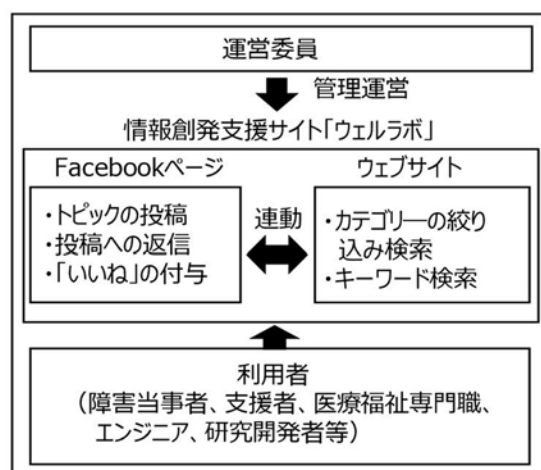 運営委員
管理運営
情報創発支援サイト「ウェルラボ」
Facebookページ
・トピックの投稿
・投稿への返信
・「いいね」の付与
連動
ウェブサイト
・カテゴリ―の絞り
込み検索
・キーワード検索
利用者
（障害当事者、支援者、医療福祉専門職、
エンジニア、研究開発者等）